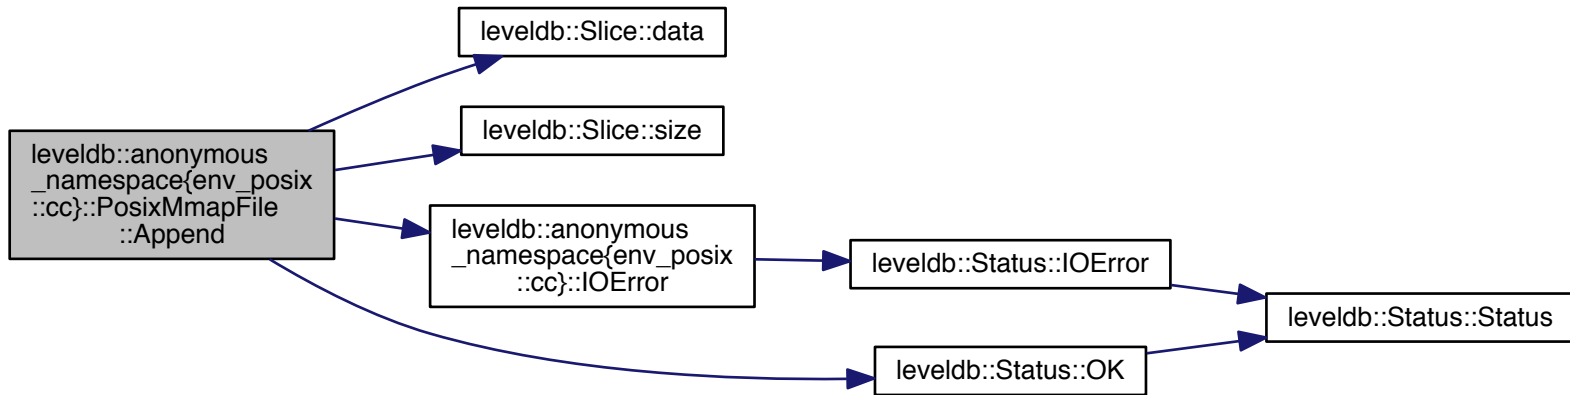 leveldb::Slice::data
leveldb::Slice::size
leveldb::anonymous
_namespace{env_posix
::cc}::PosixMmapFile
::Append
leveldb::anonymous
_namespace{env_posix
::cc}::IOError
leveldb::Status::IOError
leveldb::Status::Status
leveldb::Status::OK